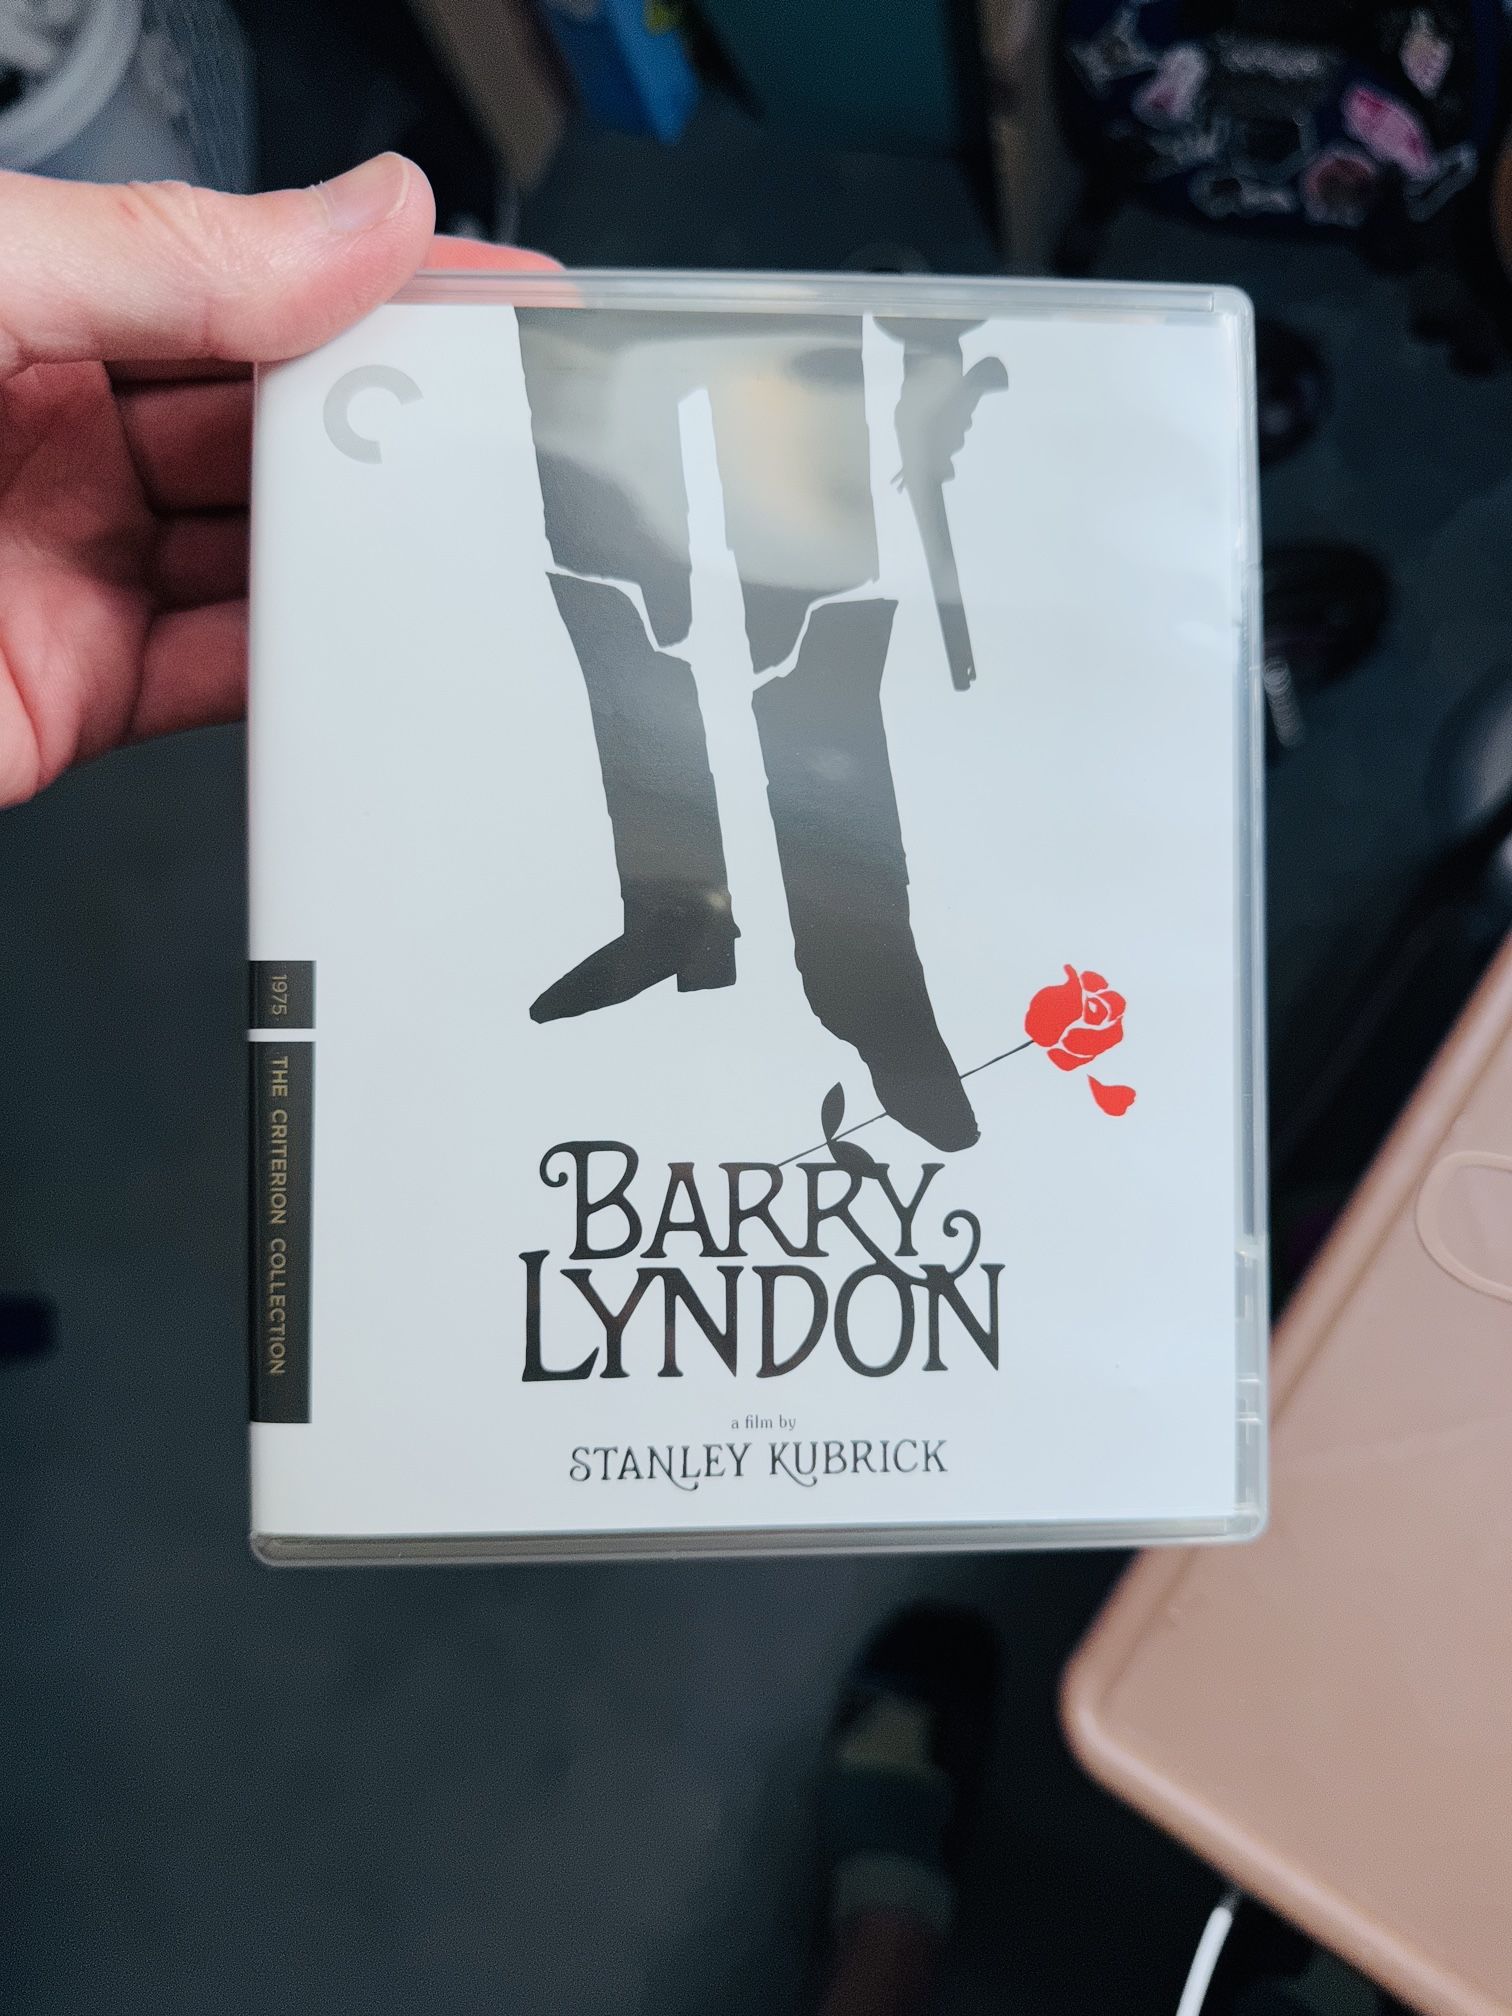 1975
THE CRITERION COLLECTION
BARRY
LYNDON
a film by
STANLEY KUBRICK